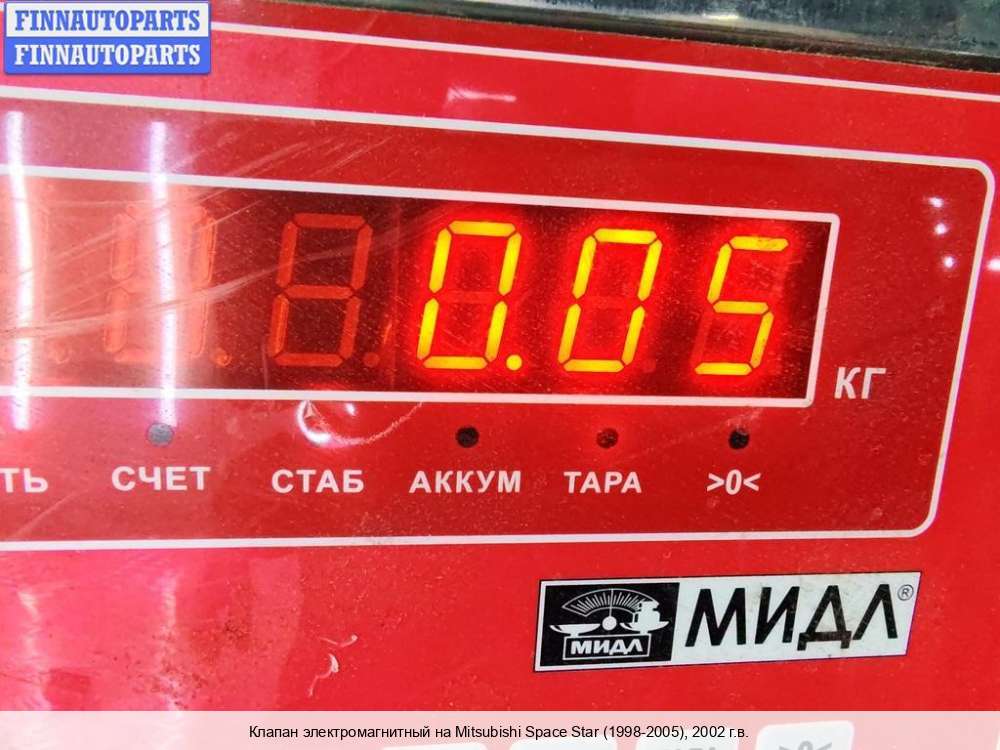 FINNAUTOPARTS
FINNAUTOPARTS
0.05
КГ
ТЬ СЧЕТ СТАБ АККУМ ТАРА >0<
МИДЛ МИДЛ®
Клапан электромагнитный на Mitsubishi Space Star (1998-2005), 2002 г.в.